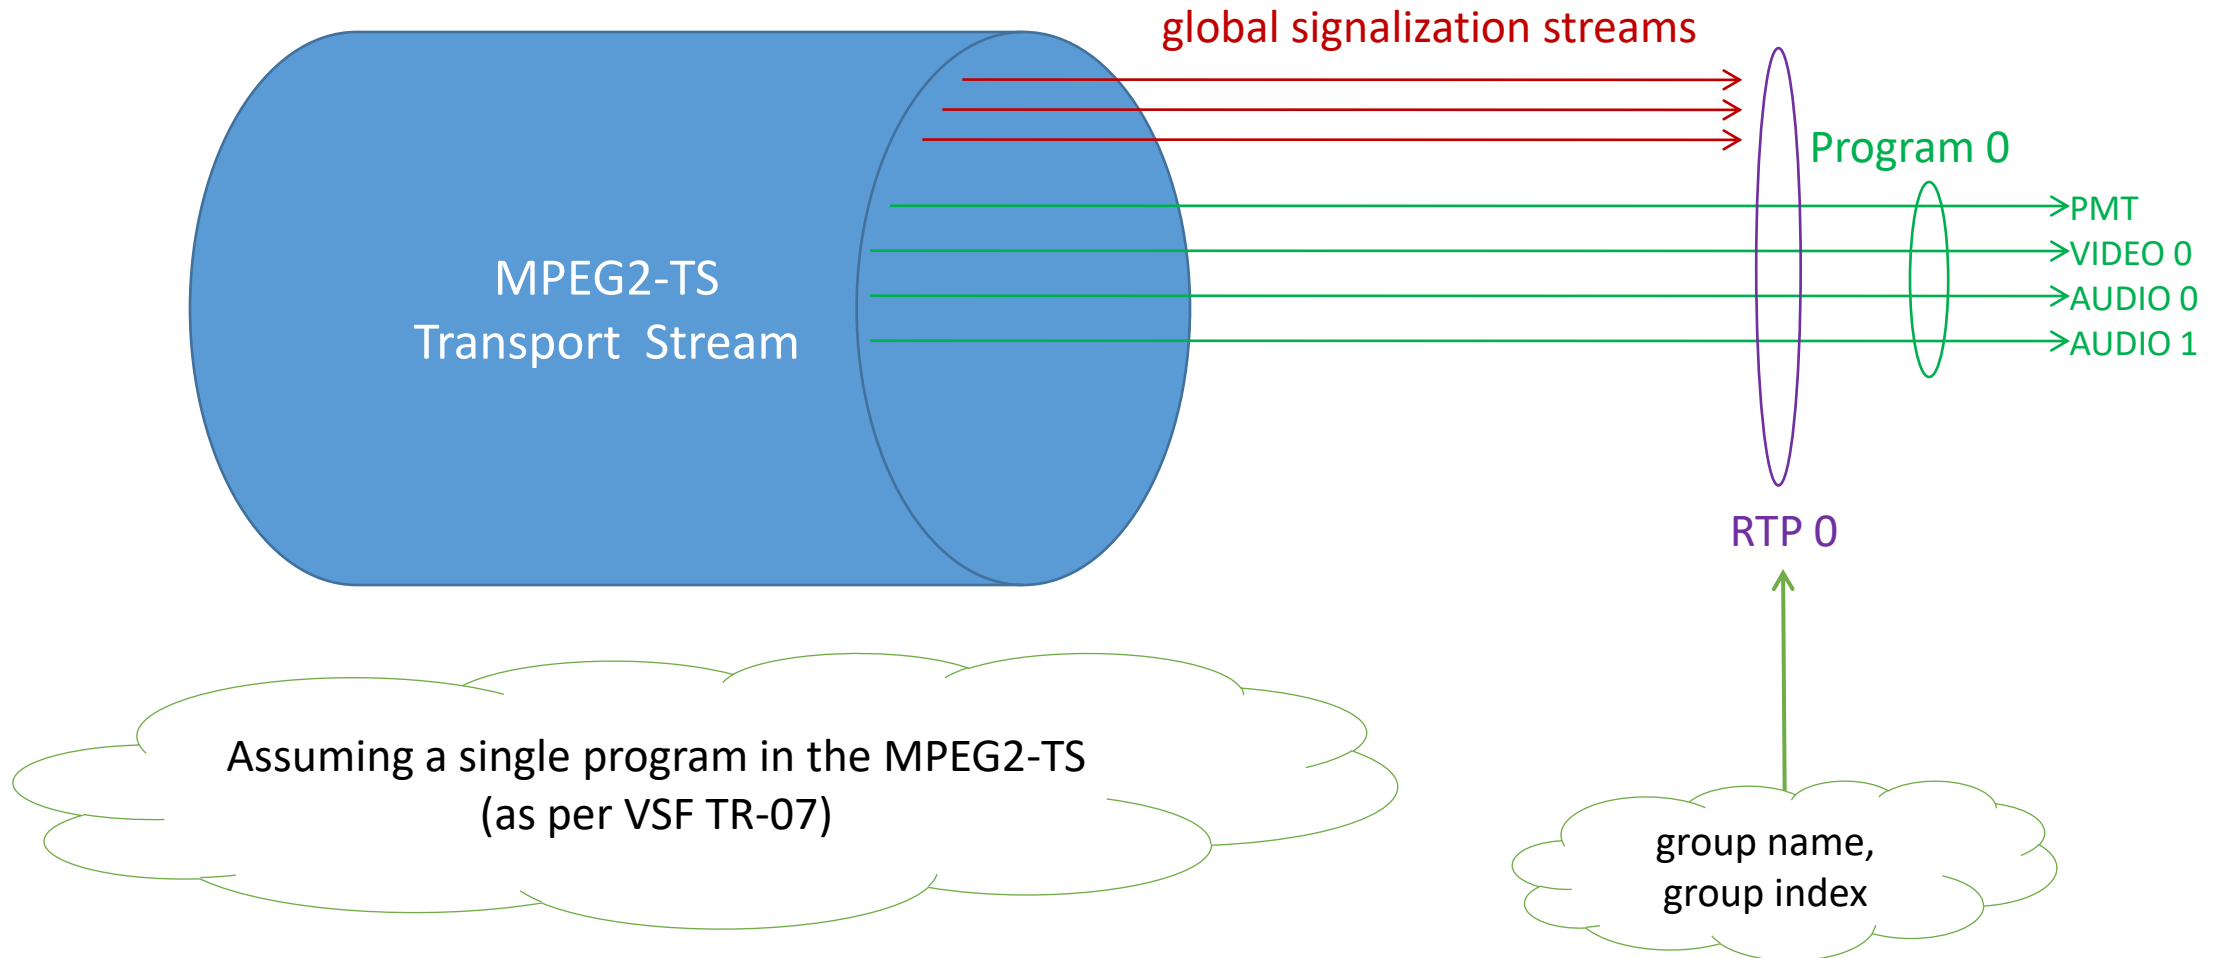 global signalization streams
Program 0
PMT
VIDEO 0
AUDIO 0
AUDIO 1
MPEG2-TS
Transport Stream
RTP 0
Assuming a single program in the MPEG2-TS
(as per VSF TR-07)
group name,
group index